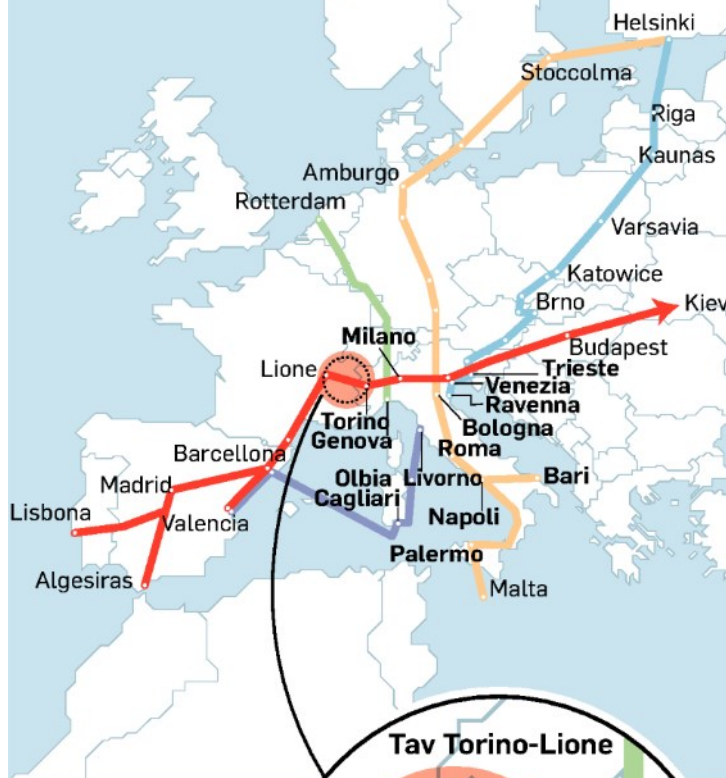 Helsinki
Stoccolma
Riga
Kaunas
Amburgo
Rotterdam
Varsavia
Katowice
Brno
Kiev
Milano
Budapest
Lione
Trieste
Venezia
Ravenna
Torino
Genova
Bologna
Roma
Barcellona
Olbia
Livorno
Bari
Madrid
Cagliari
Lisbona
Valencia
Napoli
Palermo
Algesiras
Malta
Tav Torino-Lione